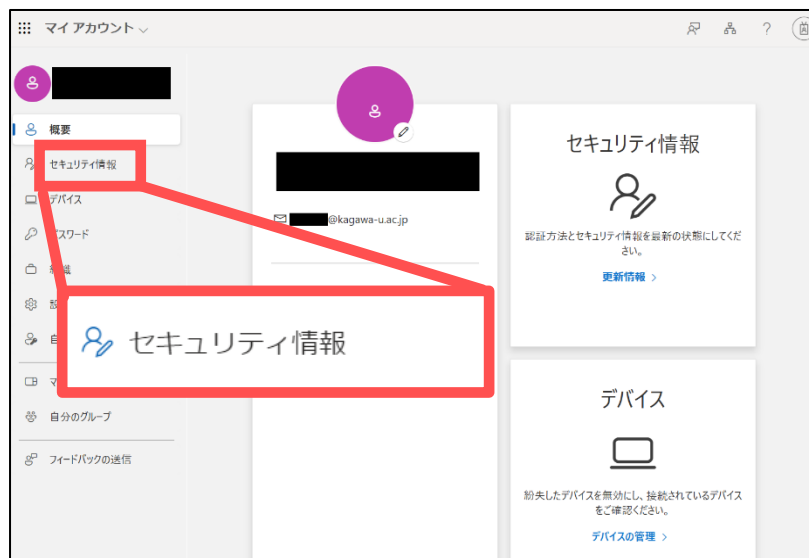 マイ アカウント
?
概要
セキュリティ情報
デバイス
パスワード
自分のグループ
フィードバックの送信
セキュリティ情報
@kagawa-u.ac.jp
セキュリティ情報
認証方法とセキュリティ情報を最新の状態にしてくだ
さい。
更新情報 >
デバイス
紛失したデバイスを無効にし、接続されているデバイス
をご確認ください。
デバイスの管理 >